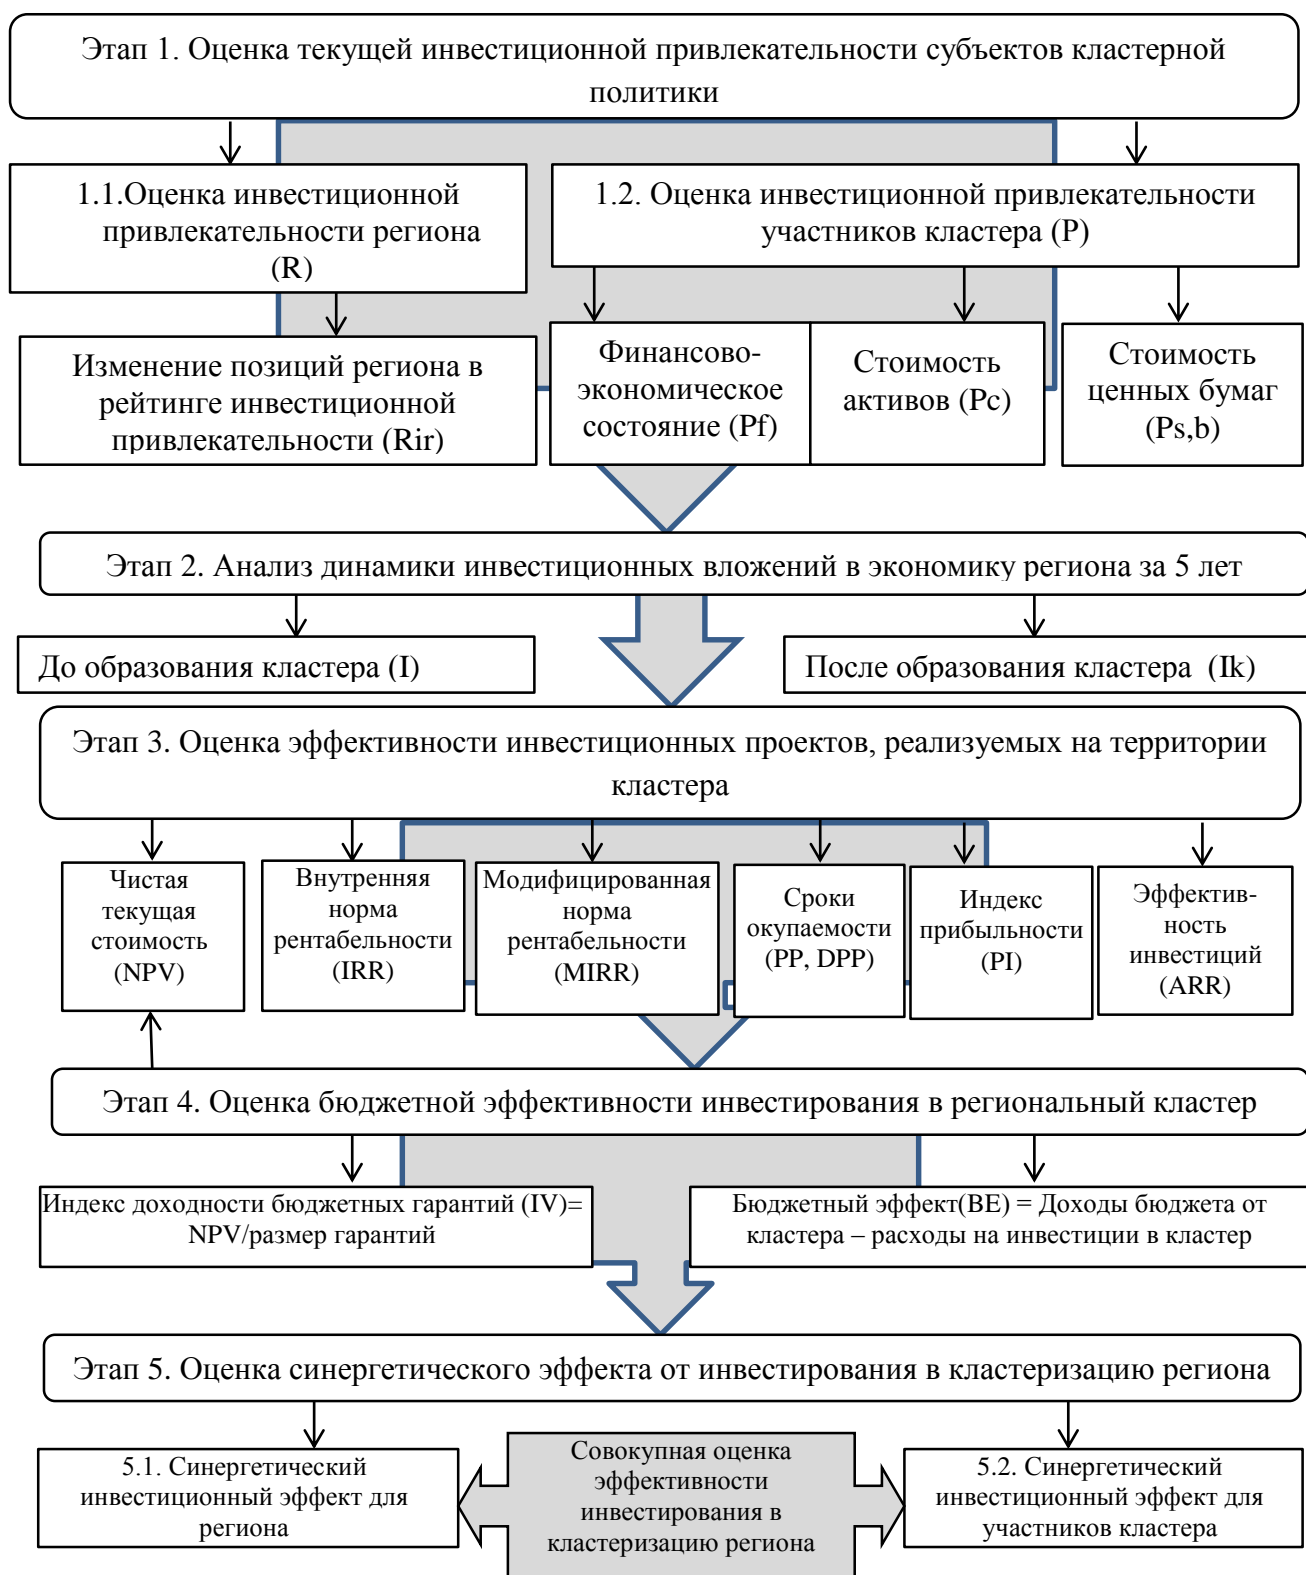 Этап 1. Оценка текущей инвестиционной привлекательности субъектов кластерной
политики
1.1.Оценка инвестиционной
привлекательности региона
(R)
1.2. Оценка инвестиционной привлекательности
участников кластера (P)
Изменение позиций региона в
рейтинге инвестиционной
привлекательности (Rir)
Финансово-
экономическое
состояние (Pf)
Стоимость
активов (Pc)
Стоимость
ценных бумаг
(Ps,b)
Этап 2. Анализ динамики инвестиционных вложений в экономику региона за 5 лет
До образования кластера (I)
После образования кластера (Ik)
Этап 3. Оценка эффективности инвестиционных проектов, реализуемых на территории
кластера
Чистая
текущая
стоимость
(NPV)
Внутренняя
норма
рентабельности
(IRR)
Модифицированная
норма
рентабельности
(MIRR)
Сроки
окупаемости
(PP, DPP)
Индекс
прибыльности
(PI)
Эффектив-
ность
инвестиций
(ARR)
Этап 4. Оценка бюджетной эффективности инвестирования в региональный кластер
Индекс доходности бюджетных гарантий (IV)=
NPV/размер гарантий
Бюджетный эффект(BE) = Доходы бюджета от
кластера – расходы на инвестиции в кластер
Этап 5. Оценка синергетического эффекта от инвестирования в кластеризацию региона
5.1. Синергетический
инвестиционный эффект для
региона
Совокупная оценка
эффективности
инвестирования в
кластеризацию региона
5.2. Синергетический
инвестиционный эффект для
участников кластера